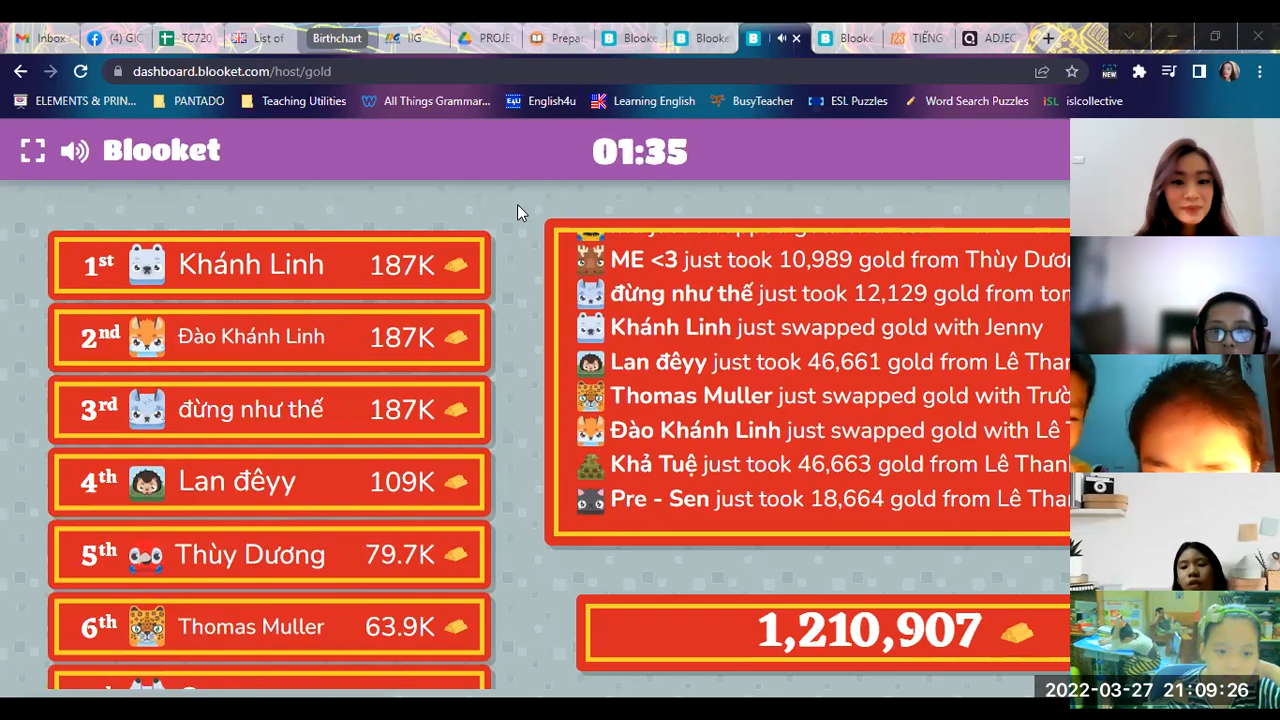 Inbox
(4) GIC
TC720
List of
Birthchart
IIG
PROJE
Prepar
Blooke
Blooke
Blooke
123
TIẾNG
ADJEC
dashboard.blooket.com/host/gold
NEW
ELEMENTS & PRIN...
PANTADO
Teaching Utilities
All Things Grammar...
E4U English4u
Learning English
BusyTeacher
ESL Puzzles
Word Search Puzzles
iSL islcollective
Blooket
01:35
1st Khánh Linh 187K
2nd Đào Khánh Linh 187K
3rd đừng như thế 187K
4th Lan đêyy 109K
5th Thùy Dương 79.7K
6th Thomas Muller 63.9K
ME <3 just took 10,989 gold from Thùy Dươ
đừng như thế just took 12,129 gold from tom
Khánh Linh just swapped gold with Jenny
Lan đêyy just took 46,661 gold from Lê Than
Thomas Muller just swapped gold with Trườ
Đào Khánh Linh just swapped gold with Lê T
Khả Tuệ just took 46,663 gold from Lê Thanh
Pre - Sen just took 18,664 gold from Lê Than
1,210,907
2022-03-27 21:09:26